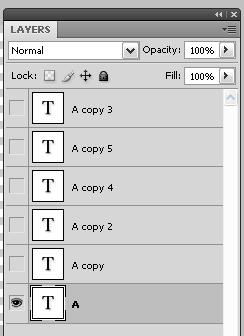 LAYERS
Normal Opacity: 100%
Lock: Fill: 100%
T A copy 3
T A copy 5
T A copy 4
T A copy 2
T A copy
T A